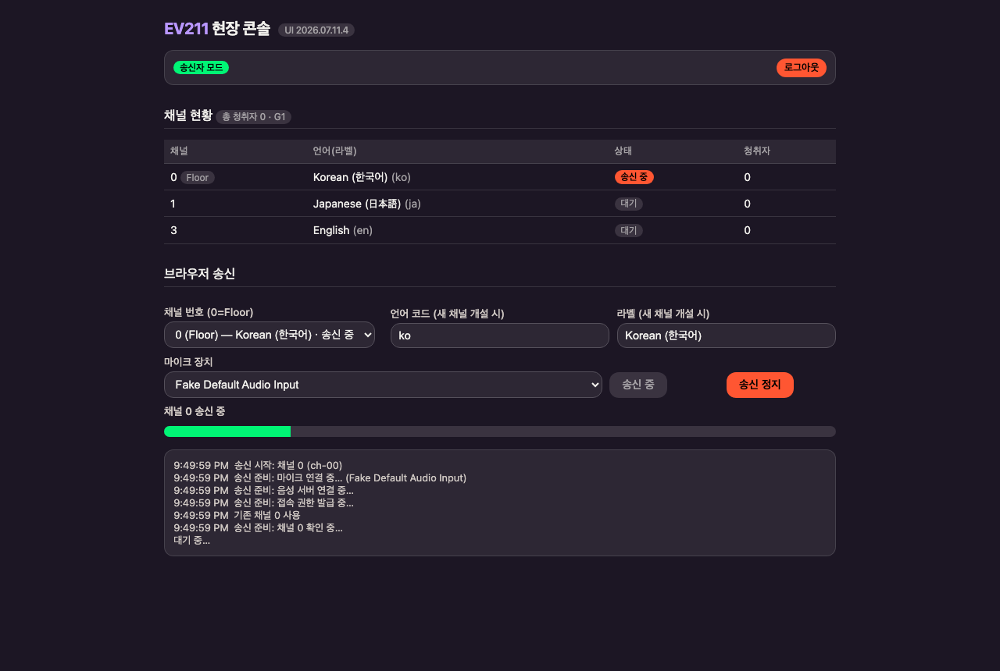 EV211 현장 콘솔 UI 2026.07.11.4
송신자 모드 로그아웃
채널 현황 총 청취자 0 · G1
채널 언어(라벨) 상태 청취자
0 Floor Korean (한국어) (ko) 송신 중 0
1 Japanese (日本語) (ja) 대기 0
3 English (en) 대기 0
브라우저 송신
채널 번호 (0=Floor) 언어 코드 (새 채널 개설 시) 라벨 (새 채널 개설 시)
0 (Floor) — Korean (한국어) · 송신 중 ko Korean (한국어)
마이크 장치
Fake Default Audio Input 송신 중 송신 정지
채널 0 송신 중
9:49:59 PM 송신 시작: 채널 0 (ch-00)
9:49:59 PM 송신 준비: 마이크 연결 중… (Fake Default Audio Input)
9:49:59 PM 송신 준비: 음성 서버 연결 중…
9:49:59 PM 송신 준비: 접속 권한 발급 중…
9:49:59 PM 기존 채널 0 사용
9:49:59 PM 송신 준비: 채널 0 확인 중…
대기 중…